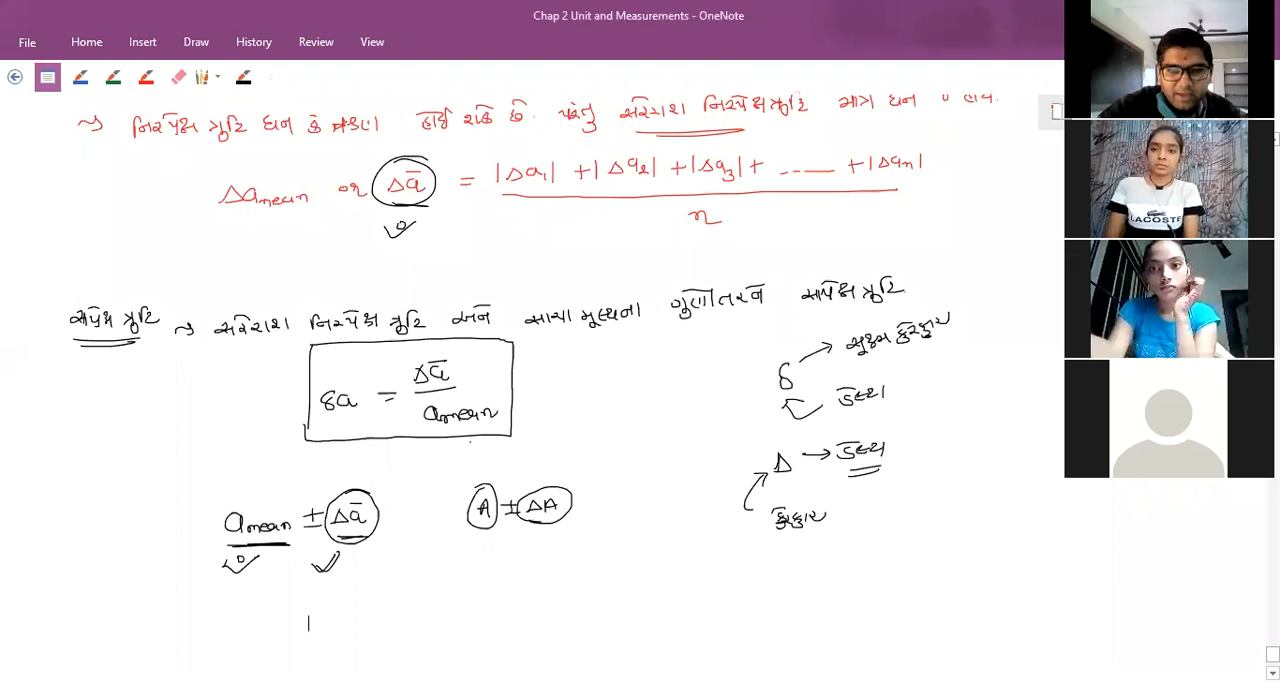 Chap 2 Unit and Measurements - OneNote
File Home Insert Draw History Review View
→ નિરપેક્ષ ત્રુટિ ધન કે ઋણ હોઈ શકે છે. પરંતુ સરેરાશ નિરપેક્ષ ત્રુટિ માત્ર ધન જ હોય.
Δamean or Δā = |Δa1| + |Δa2| + |Δa3| + ...... + |Δan|
n
સાપેક્ષ ત્રુટિ → સરેરાશ નિરપેક્ષ ત્રુટિ અને સાચા મૂલ્યના ગુણોતરને સાપેક્ષ ત્રુટિ
δa = Δā / amean
δ → સૂક્ષ્મ ફેરફાર
ડેલ્ટા
Δ → ડેલ્ટા
ફેરફાર
amean ± Δā
A ± ΔA
LACOSTE